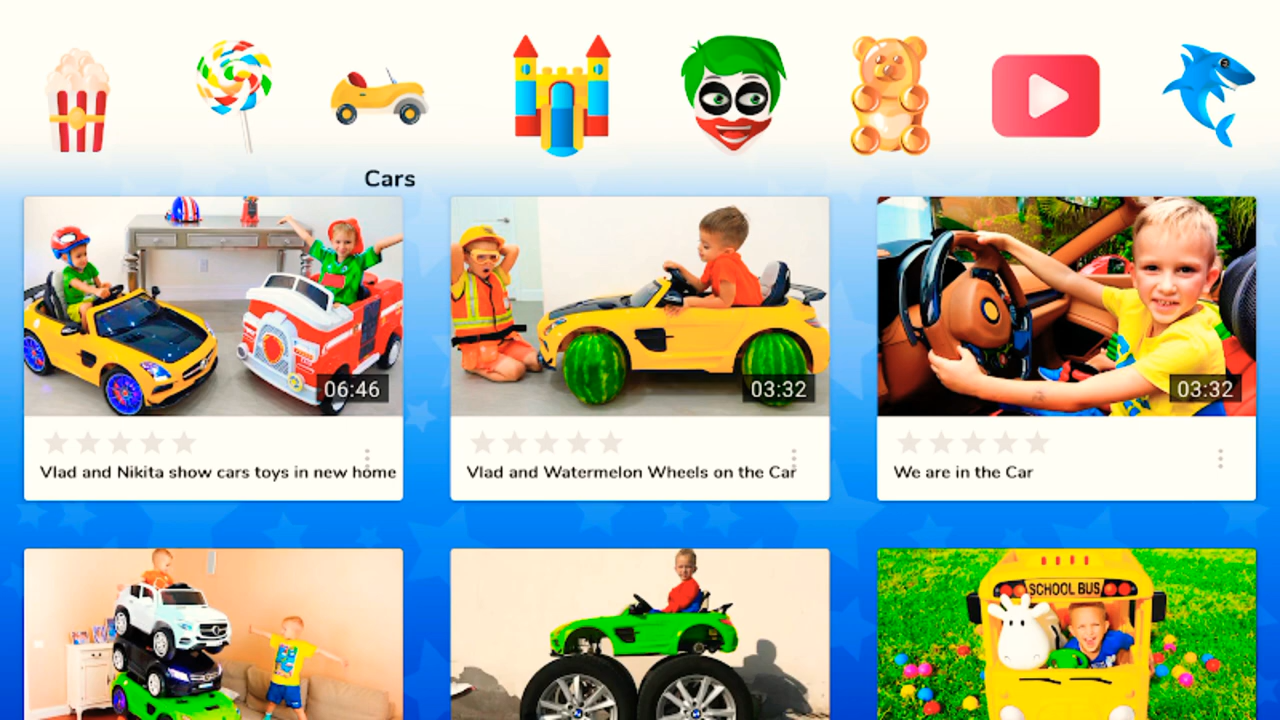 Cars
06:46
03:32
03:32
Vlad and Nikita show cars toys in new home
Vlad and Watermelon Wheels on the Car
We are in the Car
SCHOOL BUS